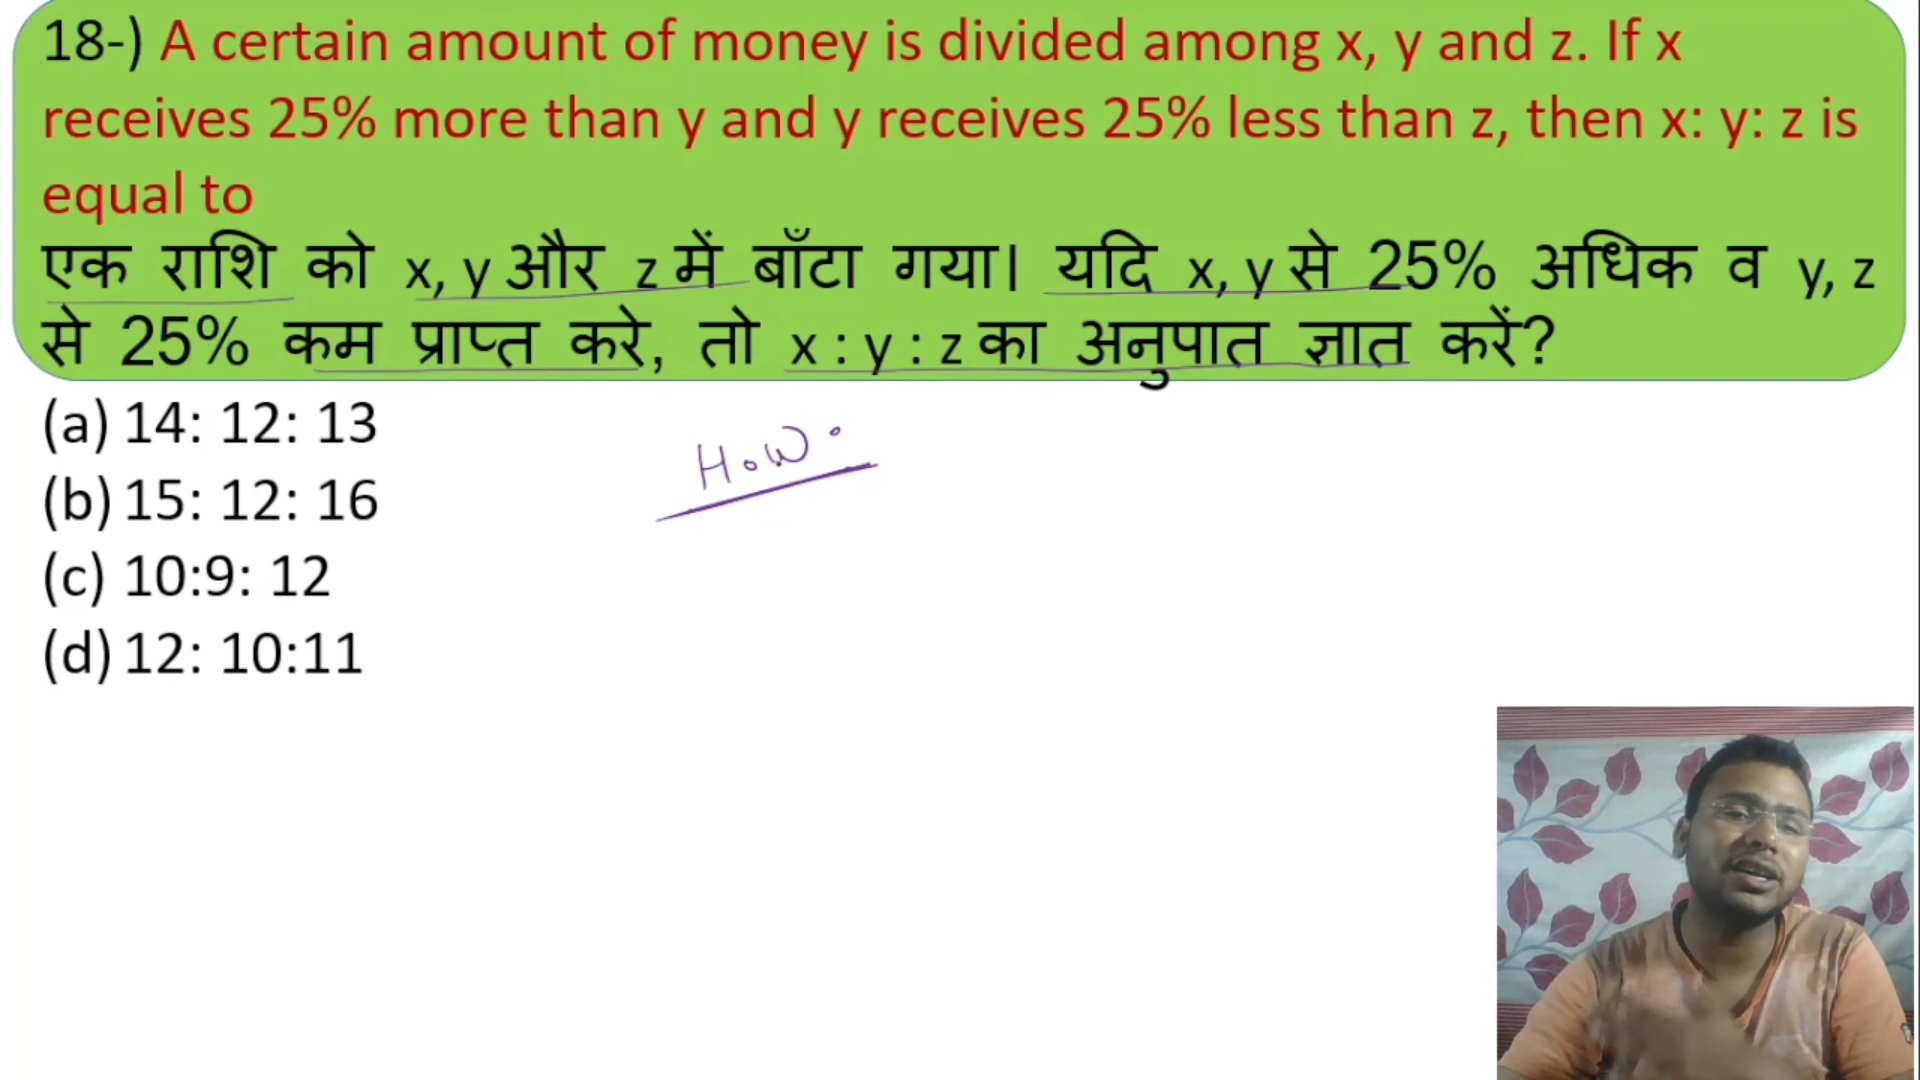 18-) A certain amount of money is divided among x, y and z. If x
receives 25% more than y and y receives 25% less than z, then x: y: z is
equal to
एक राशि को x, y और z में बाँटा गया। यदि x, y से 25% अधिक व y, z
से 25% कम प्राप्त करे, तो x : y : z का अनुपात ज्ञात करें?
(a) 14: 12: 13
(b) 15: 12: 16
(c) 10:9: 12
(d) 12: 10:11
H.W.